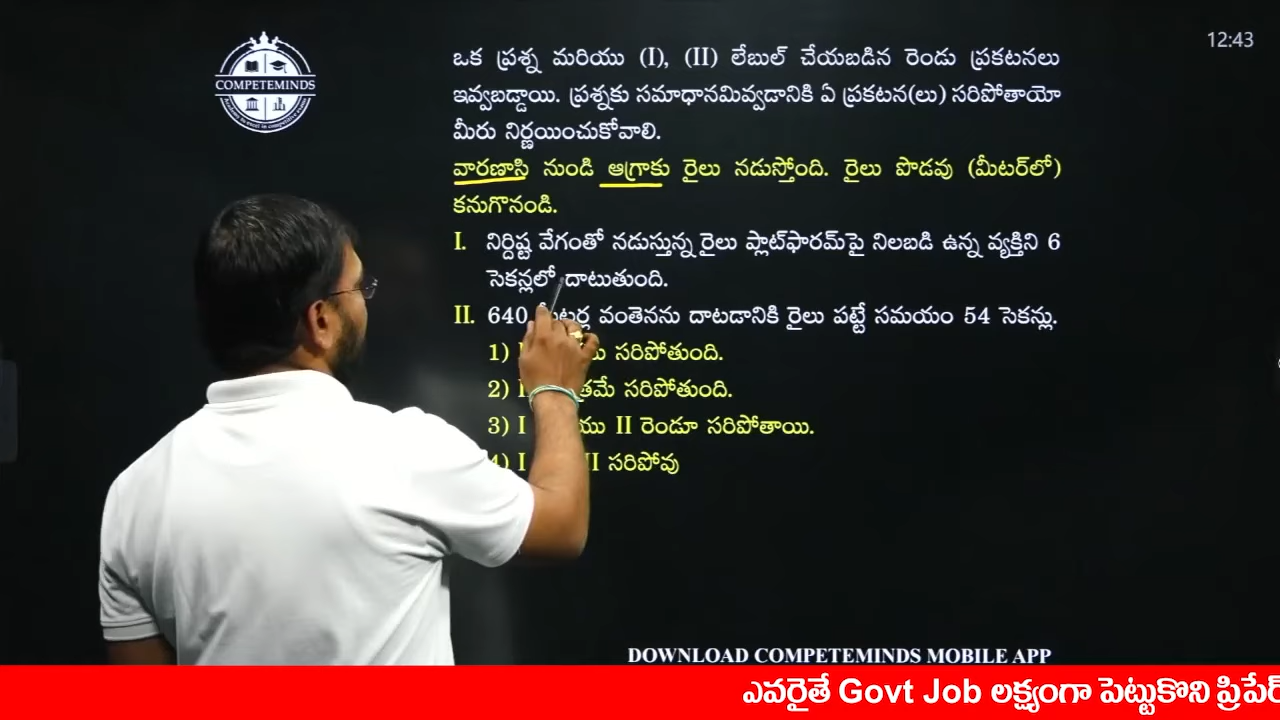 COMPETEMINDS
12:43
ఒక ప్రశ్న మరియు (I), (II) లేబుల్ చేయబడిన రెండు ప్రకటనలు
ఇవ్వబడ్డాయి. ప్రశ్నకు సమాధానమివ్వడానికి ఏ ప్రకటన(లు) సరిపోతాయో
మీరు నిర్ణయించుకోవాలి.
వారణాసి నుండి ఆగ్రాకు రైలు నడుస్తోంది. రైలు పొడవు (మీటర్‌లో)
కనుగొనండి.
I. నిర్దిష్ట వేగంతో నడుస్తున్న రైలు ప్లాట్‌ఫారమ్‌పై నిలబడి ఉన్న వ్యక్తిని 6
సెకన్లలో దాటుతుంది.
II. 640 వంతెనను దాటడానికి రైలు పట్టే సమయం 54 సెకన్లు.
1) సరిపోతుంది.
2) సరిపోతుంది.
3) I II రెండూ సరిపోతాయి.
4) I II సరిపోవు
DOWNLOAD COMPETEMINDS MOBILE APP
ఎవరైతే Govt Job లక్ష్యంగా పెట్టుకొని ప్రిపేర్